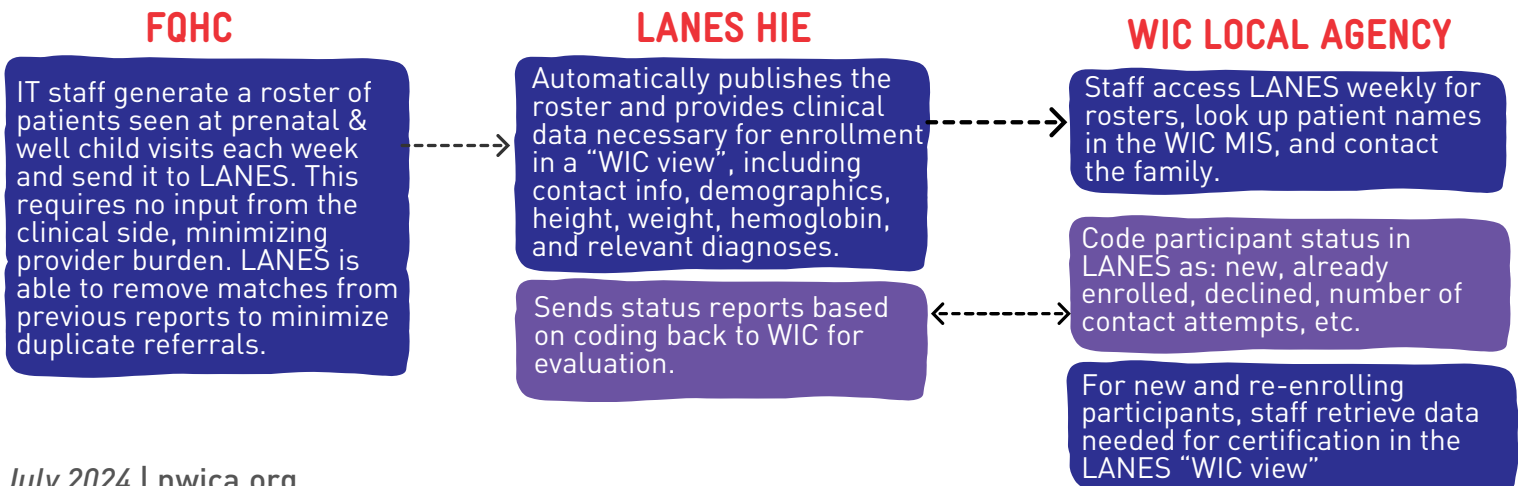 FQHC
IT staff generate a roster of
patients seen at prenatal &
well child visits each week
and send it to LANES. This
requires no input from the
clinical side, minimizing
provider burden. LANES is
able to remove matches from
previous reports to minimize
duplicate referrals.
LANES HIE
Automatically publishes the
roster and provides clinical
data necessary for enrollment
in a “WIC view”, including
contact info, demographics,
height, weight, hemoglobin,
and relevant diagnoses.
Sends status reports based
on coding back to WIC for
evaluation.
WIC LOCAL AGENCY
Staff access LANES weekly for
rosters, look up patient names
in the WIC MIS, and contact
the family.
Code participant status in
LANES as: new, already
enrolled, declined, number of
contact attempts, etc.
For new and re-enrolling
participants, staff retrieve data
needed for certification in the
LANES “WIC view”
July 2024 | nwica.org